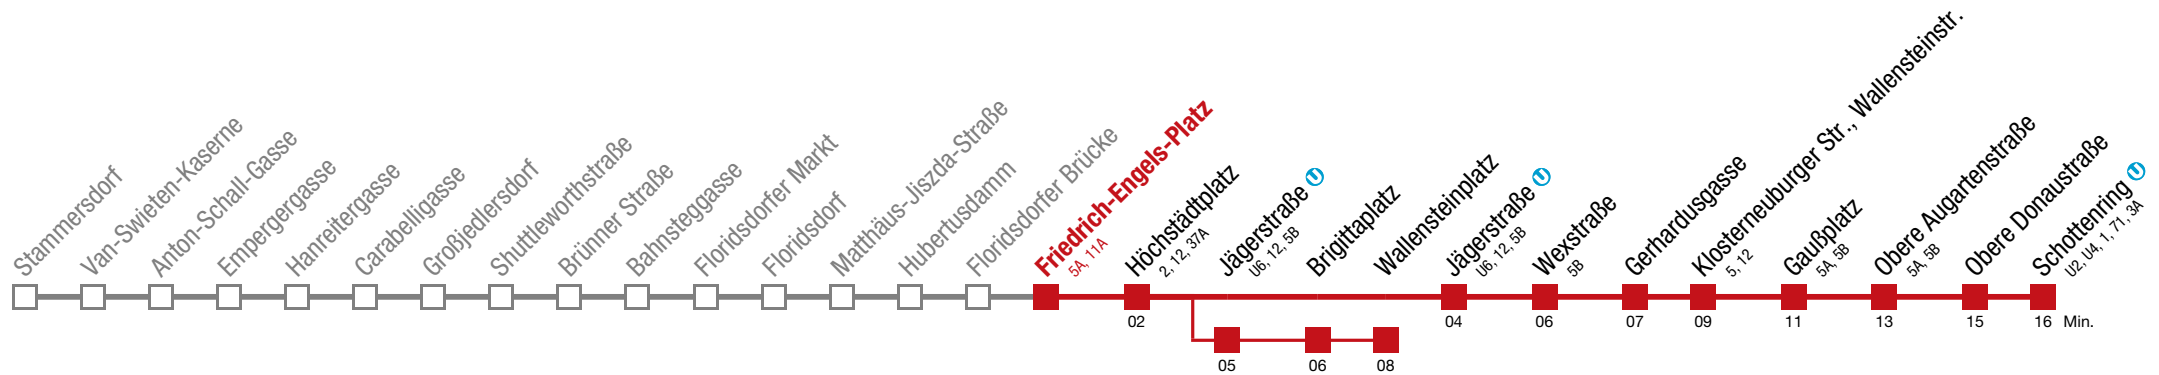 Stammersdorf
Van-Swieten-Kaserne
Anton-Schall-Gasse
Empergergasse
Hanreitergasse
Carabelligasse
Großjedlersdorf
Shuttleworthstraße
Brünner Straße
Bahnsteggasse
Floridsdorfer Markt
Floridsdorf
Matthäus-Jiszda-Straße
Hubertusdamm
Floridsdorfer Brücke
Friedrich-Engels-Platz
5A, 11A
Höchstädtplatz
2, 12, 37A
Jägerstraße U
U6, 12, 5B
Brigittaplatz
Wallensteinplatz
Jägerstraße U
U6, 12, 5B
Wexstraße
5B
Gerhardusgasse
Klosterneuburger Str., Wallensteinstr.
5, 12
Gaußplatz
5A, 5B
Obere Augartenstraße
5A, 5B
Obere Donaustraße
Schottenring U
U2, U4, 1, 71, 3A
02
04
06
07
09
11
13
15
16 Min.
05
06
08